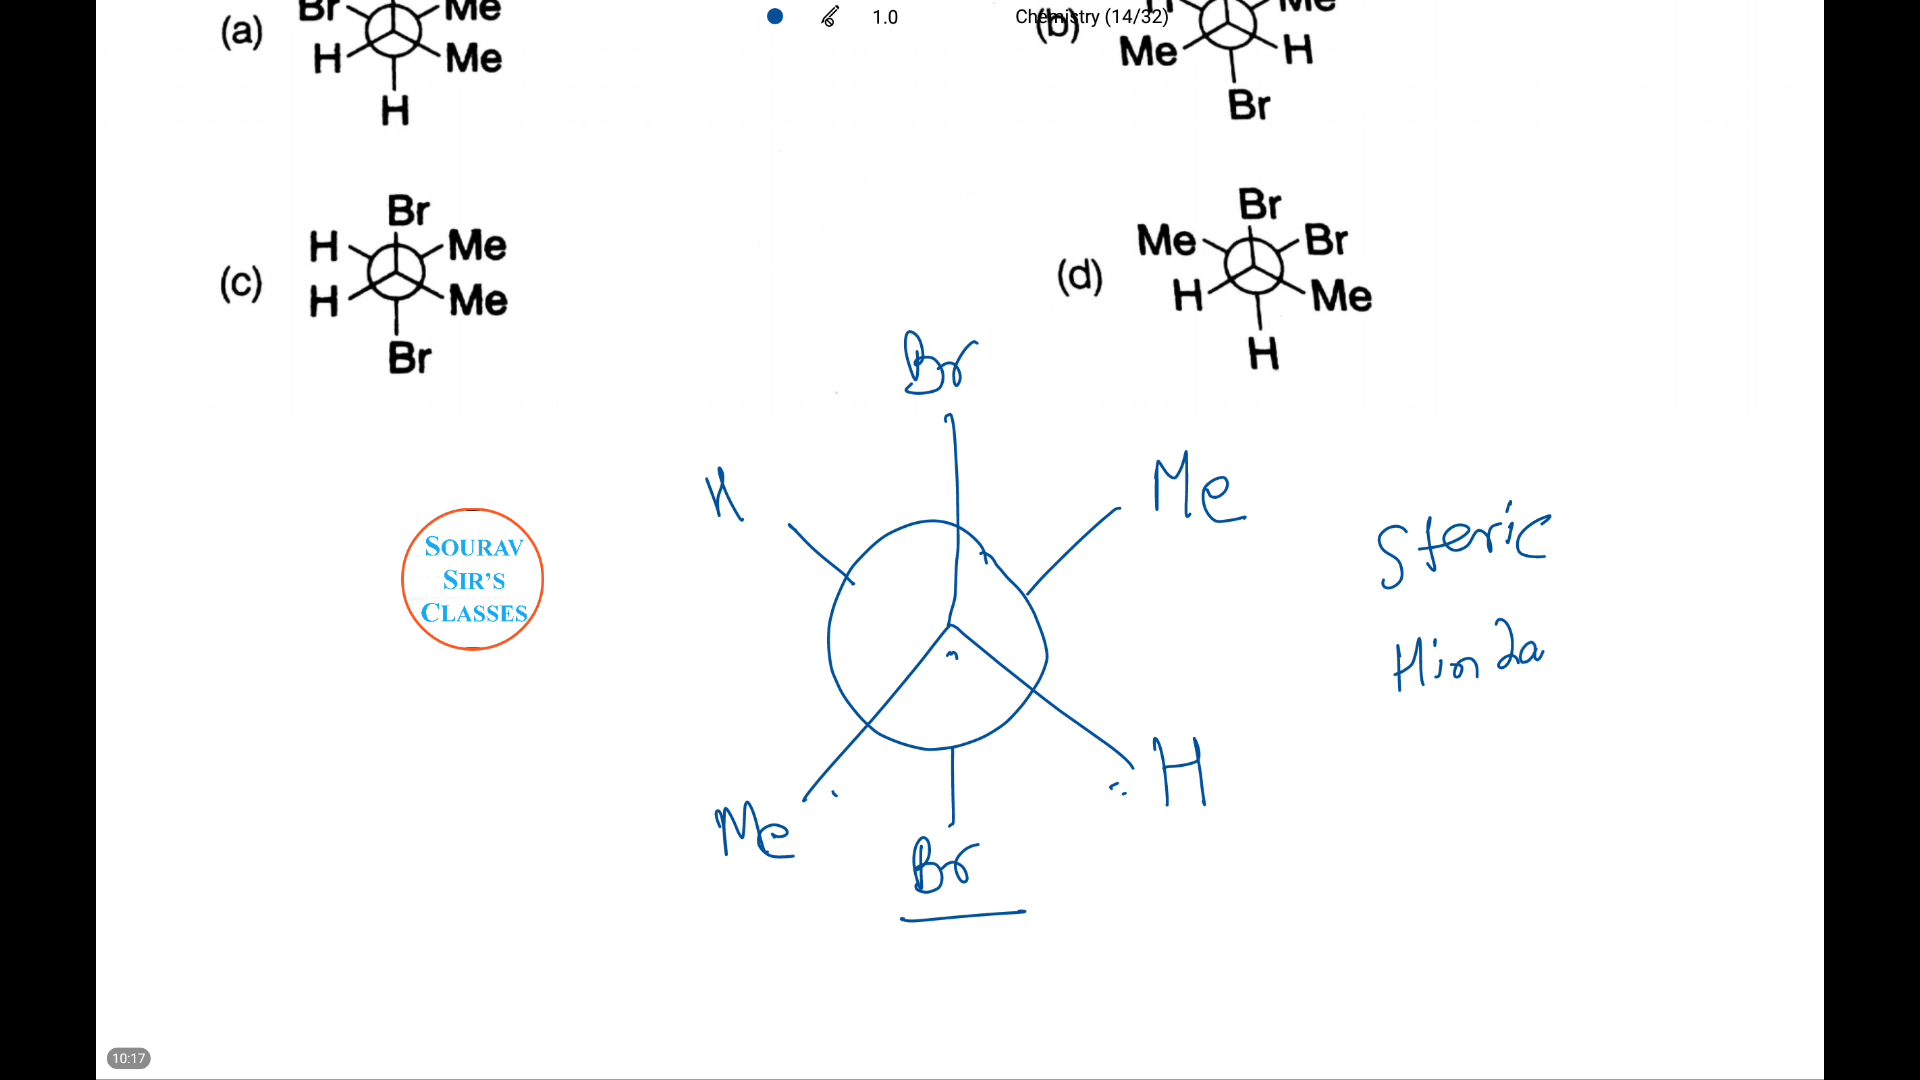 1.0 Chemistry (14/32)
(a) Br Me
H Me
H
(b) H Me
Me H
Br
(c) Br
H Me
H Me
Br
(d) Br
Me Br
H Me
H
Br
H Me
Me H
Br
Steric
Hinda
SOURAV
SIR'S
CLASSES
10:17